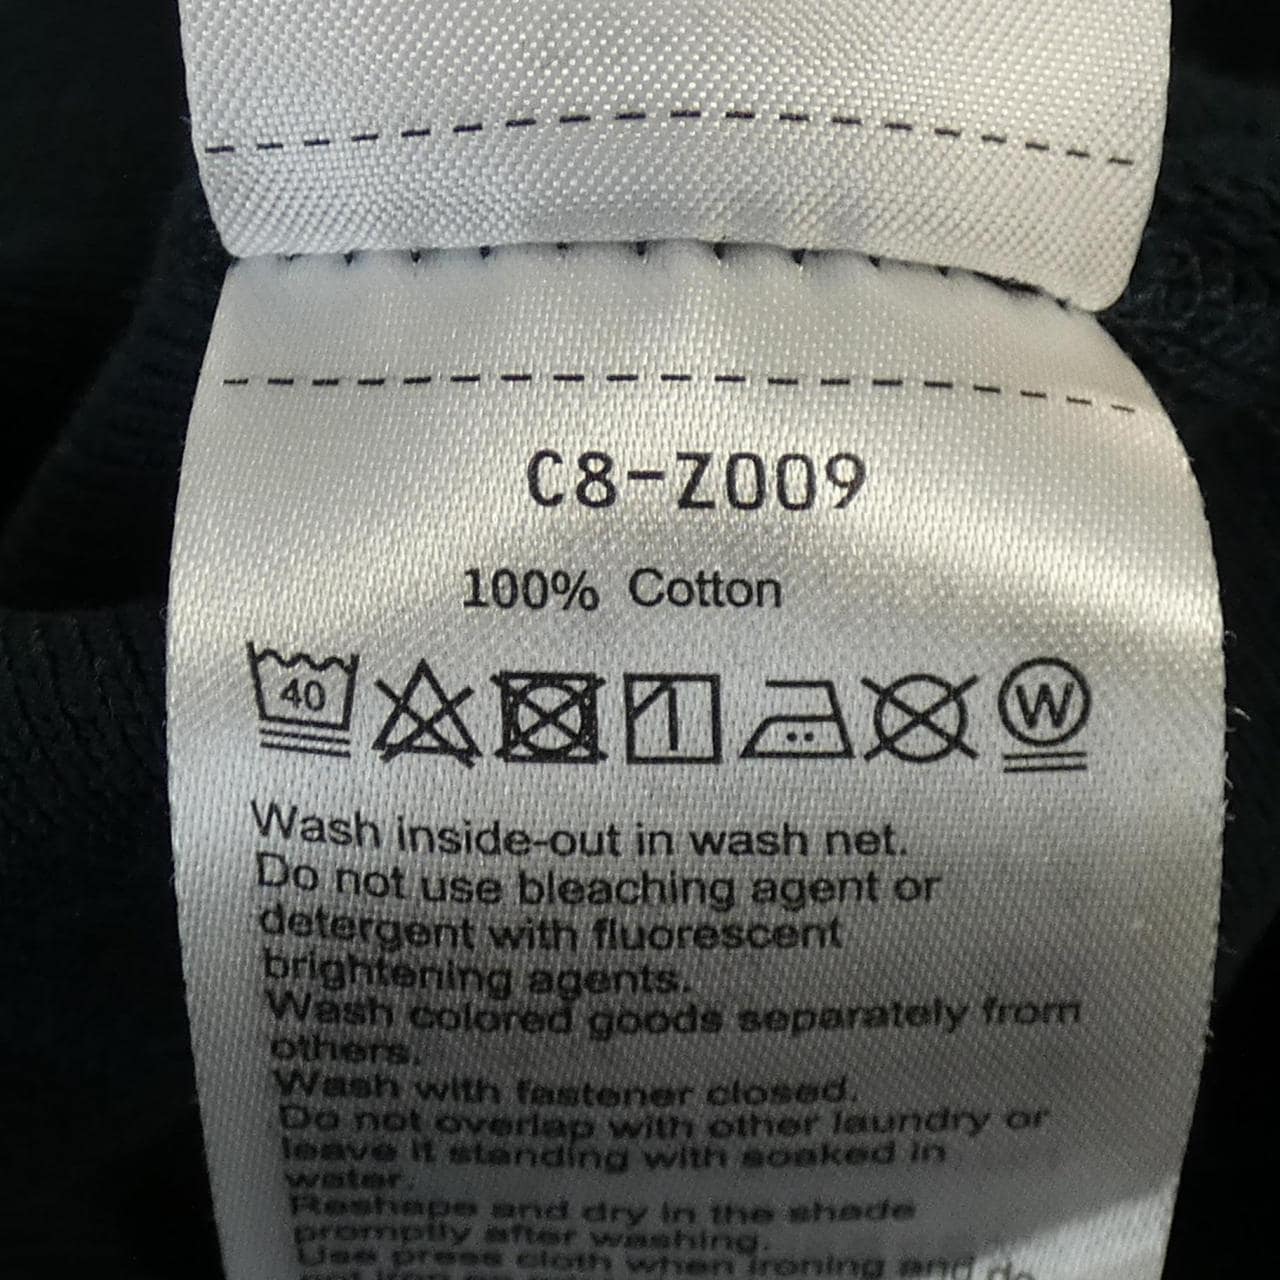 C8-Z009
100% Cotton
40
W
Wash inside-out in wash net.
Do not use bleaching agent or
detergent with fluorescent
brightening agents.
Wash colored goods separately from
others.
Wash with fastener closed.
Do not overlap with other laundry or
leave it standing with soaked in
water.
Reshape and dry in the shade
promptly after washing.
Use press cloth when ironing and do